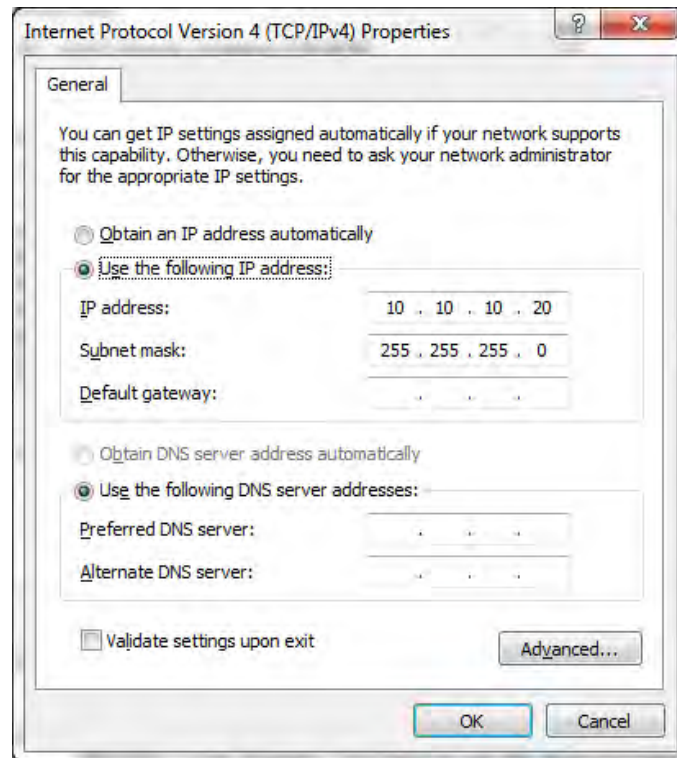 Internet Protocol Version 4 (TCP/IPv4) Properties
General
You can get IP settings assigned automatically if your network supports
this capability. Otherwise, you need to ask your network administrator
for the appropriate IP settings.
Obtain an IP address automatically
Use the following IP address:
IP address: 10 . 10 . 10 . 20
Subnet mask: 255 . 255 . 255 . 0
Default gateway: . . .
Obtain DNS server address automatically
Use the following DNS server addresses:
Preferred DNS server: . . .
Alternate DNS server: . . .
Validate settings upon exit
Advanced...
OK Cancel